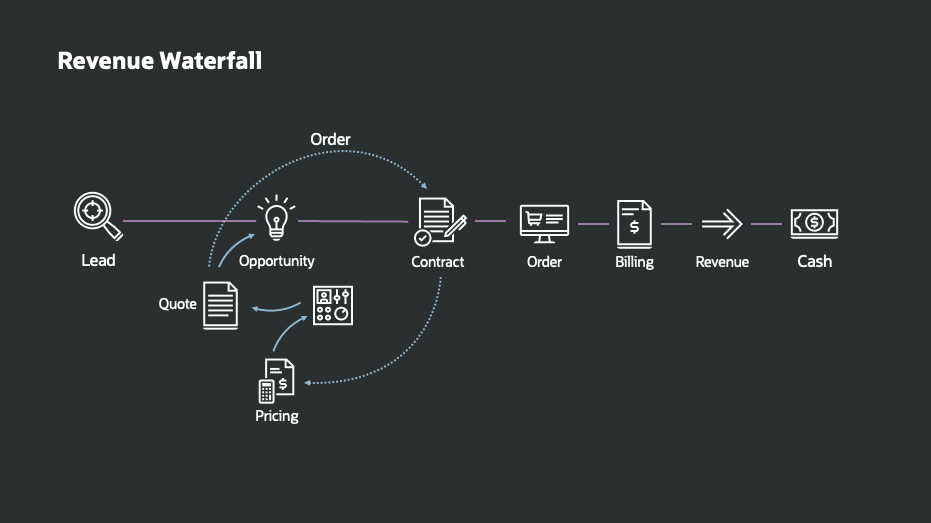 Revenue Waterfall
Order
Lead
Opportunity
Contract
Order
Billing
Revenue
Cash
Quote
Pricing